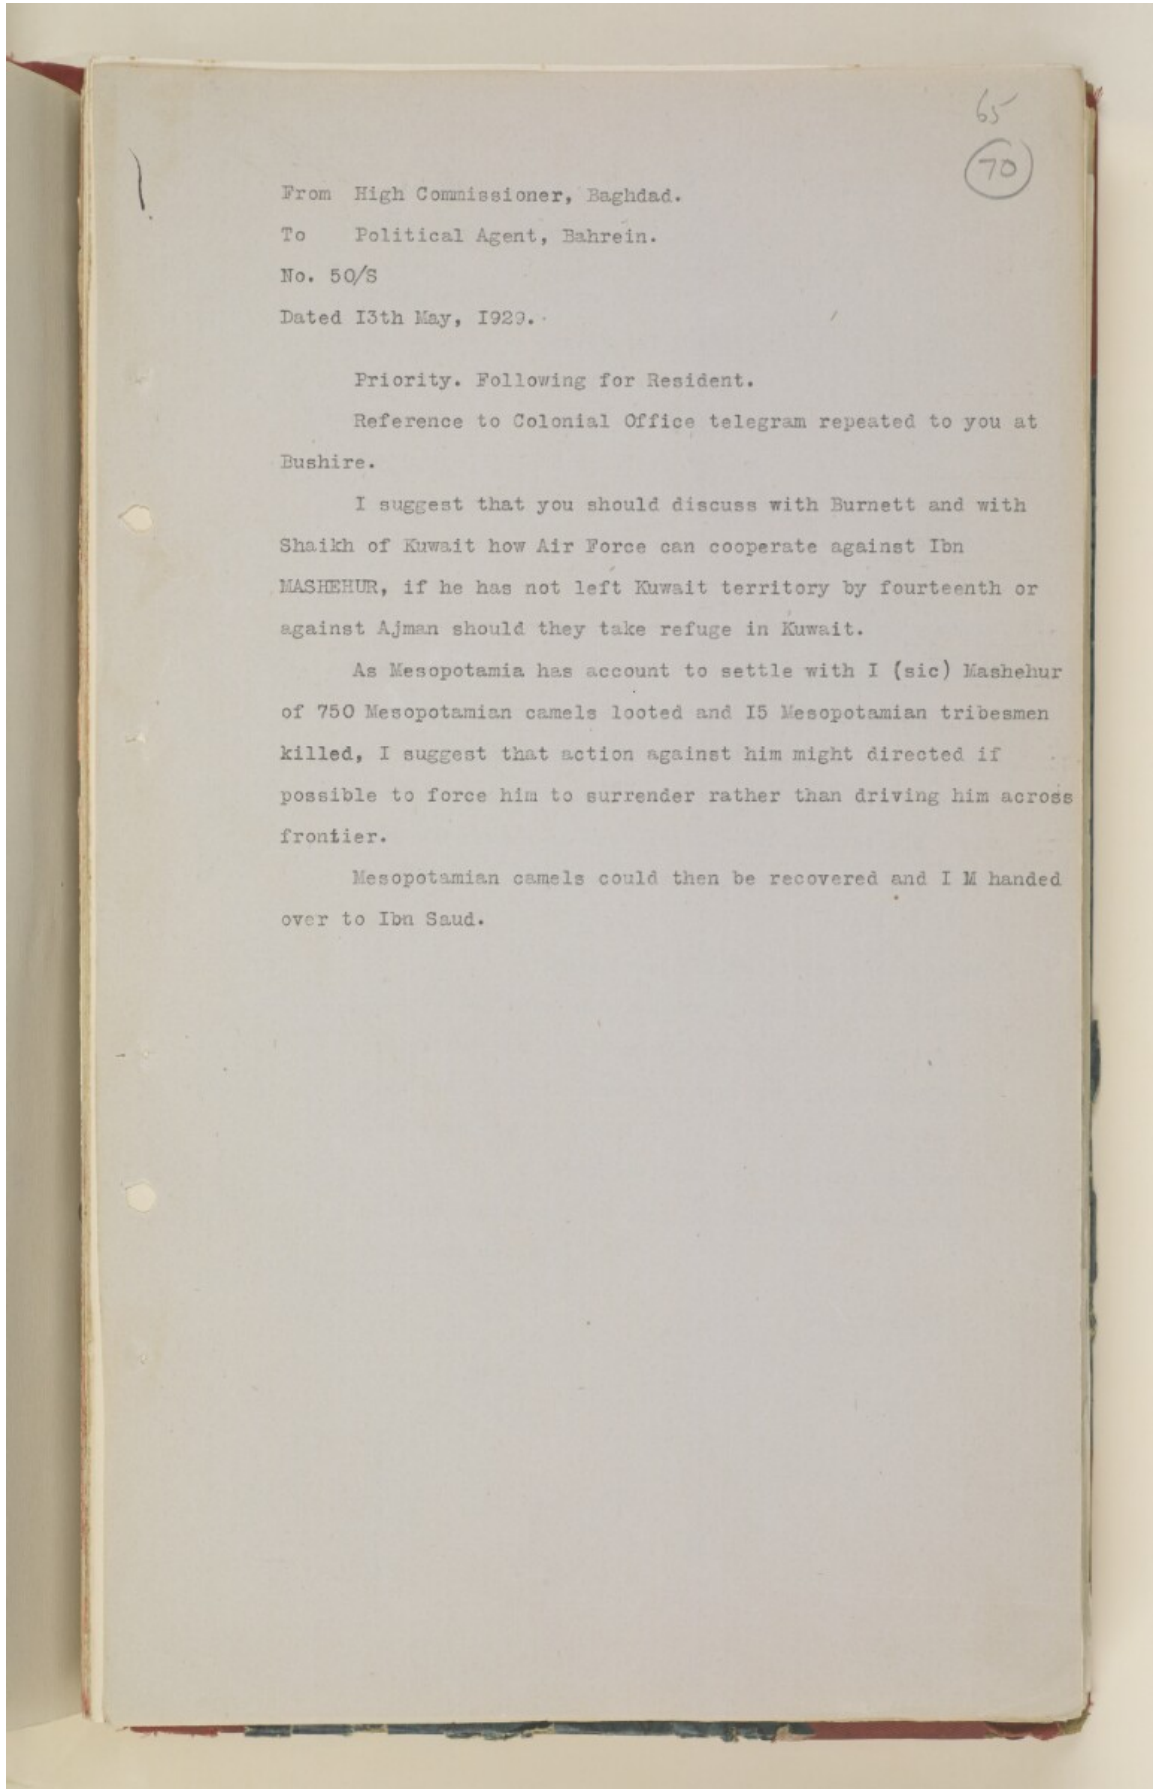 65
70
From High Commissioner, Baghdad.
To Political Agent, Bahrein.
No. 50/S
Dated I3th May, I929.
Priority. Following for Resident.
Reference to Colonial Office telegram repeated to you at
Bushire.
I suggest that you should discuss with Burnett and with
Shaikh of Kuwait how Air Force can cooperate against Ibn
MASHEHUR, if he has not left Kuwait territory by fourteenth or
against Ajman should they take refuge in Kuwait.
As Mesopotamia has account to settle with I (sic) Mashehur
of 750 Mesopotamian camels looted and I5 Mesopotamian tribesmen
killed, I suggest that action against him might directed if
possible to force him to surrender rather than driving him across
frontier.
Mesopotamian camels could then be recovered and I M handed
over to Ibn Saud.